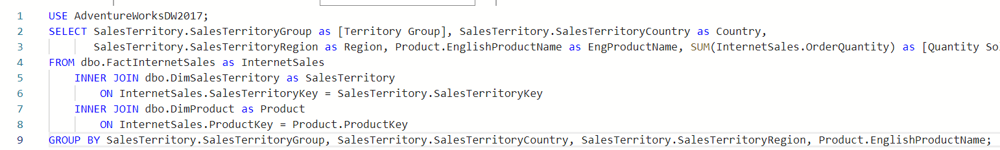 1 USE AdventureWorksDW2017;
2 SELECT SalesTerritory.SalesTerritoryGroup as [Territory Group], SalesTerritory.SalesTerritoryCountry as Country,
3 SalesTerritory.SalesTerritoryRegion as Region, Product.EnglishProductName as EngProductName, SUM(InternetSales.OrderQuantity) as [Quantity
4 FROM dbo.FactInternetSales as InternetSales
5 INNER JOIN dbo.DimSalesTerritory as SalesTerritory
6 ON InternetSales.SalesTerritoryKey = SalesTerritory.SalesTerritoryKey
7 INNER JOIN dbo.DimProduct as Product
8 ON InternetSales.ProductKey = Product.ProductKey
9 GROUP BY SalesTerritory.SalesTerritoryGroup, SalesTerritory.SalesTerritoryCountry, SalesTerritory.SalesTerritoryRegion, Product.EnglishProductName;